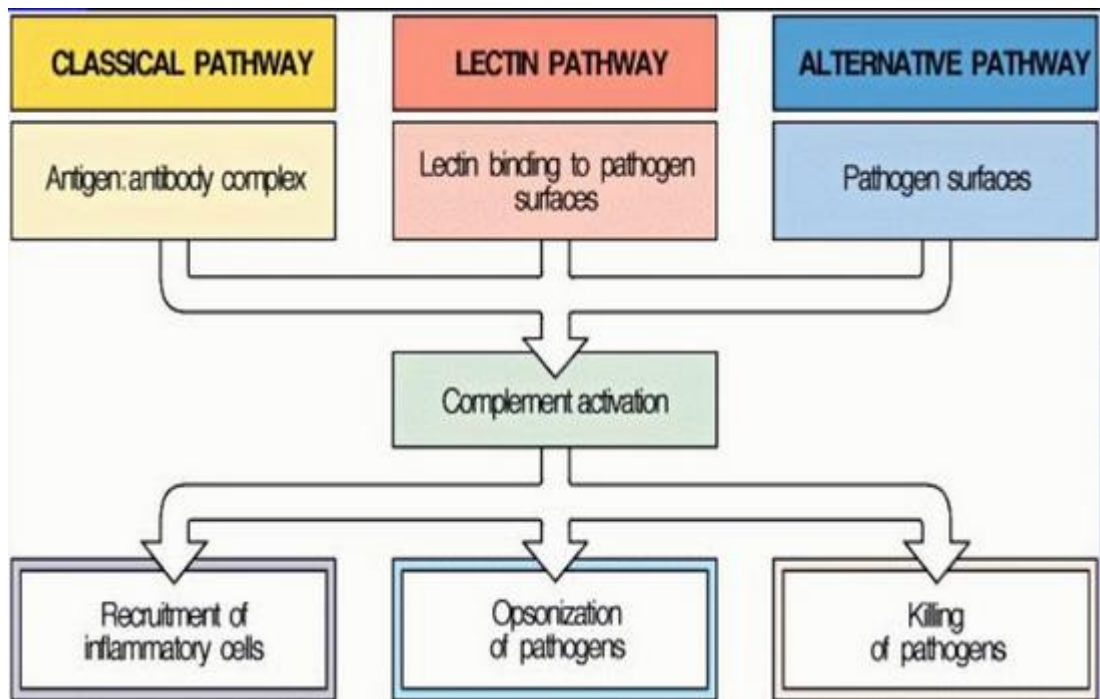 CLASSICAL PATHWAY
LECTIN PATHWAY
ALTERNATIVE PATHWAY
Antigen:antibody complex
Lectin binding to pathogen
surfaces
Pathogen surfaces
Complement activation
Recruitment of
inflammatory cells
Opsonization
of pathogens
Killing
of pathogens